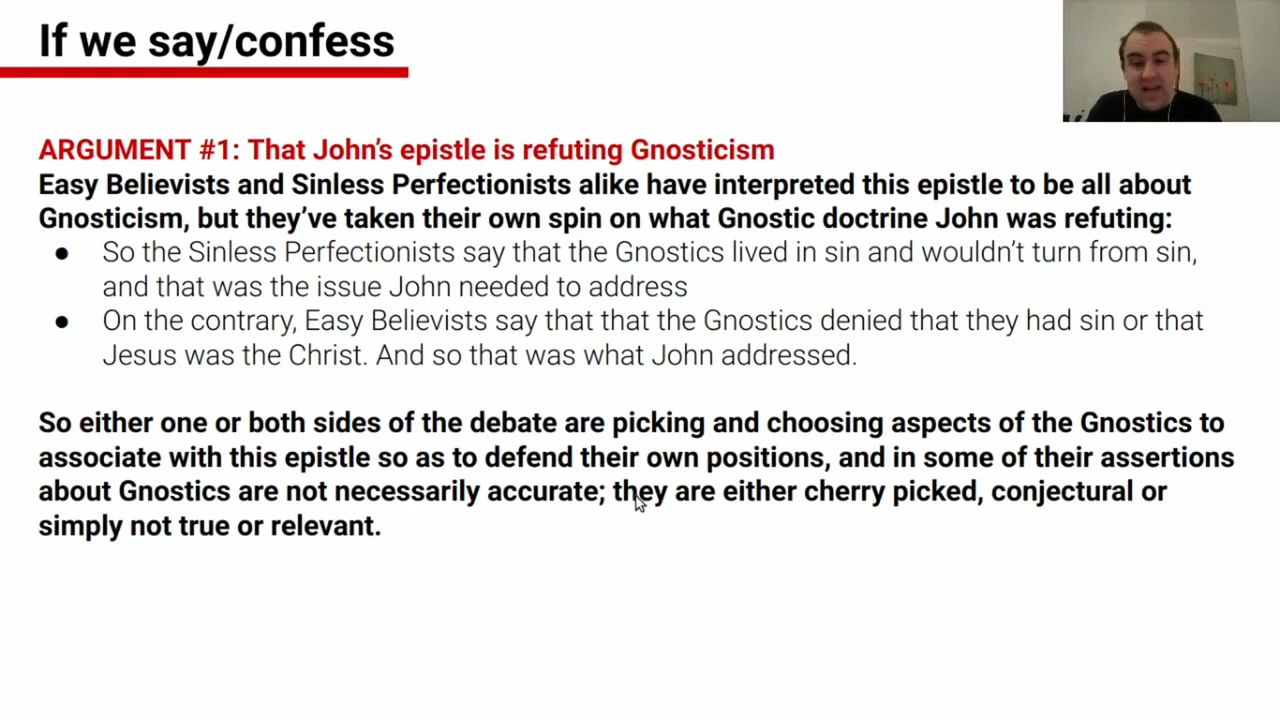 If we say/confess
ARGUMENT #1: That John’s epistle is refuting Gnosticism
Easy Believists and Sinless Perfectionists alike have interpreted this epistle to be all about
Gnosticism, but they’ve taken their own spin on what Gnostic doctrine John was refuting:
● So the Sinless Perfectionists say that the Gnostics lived in sin and wouldn’t turn from sin,
and that was the issue John needed to address
● On the contrary, Easy Believists say that that the Gnostics denied that they had sin or that
Jesus was the Christ. And so that was what John addressed.
So either one or both sides of the debate are picking and choosing aspects of the Gnostics to
associate with this epistle so as to defend their own positions, and in some of their assertions
about Gnostics are not necessarily accurate; they are either cherry picked, conjectural or
simply not true or relevant.